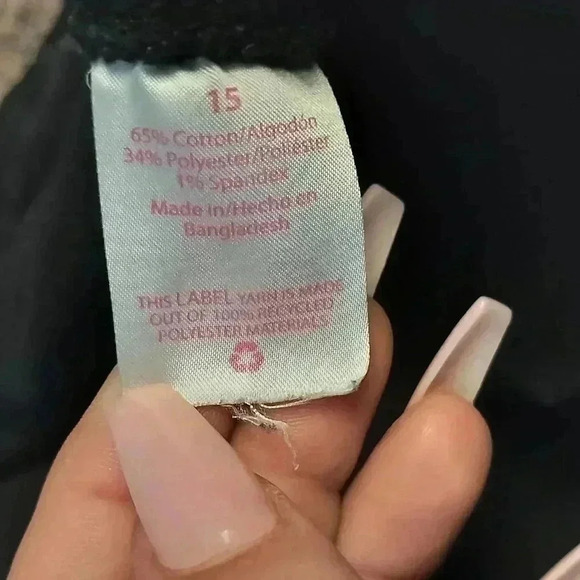 15
65% Cotton/Algodón
34% Polyester/Poliéster
1% Spandex
Made in/Hecho en
Bangladesh
THIS LABEL YARN IS MADE
OUT OF 100% RECYCLED
POLYESTER MATERIALS